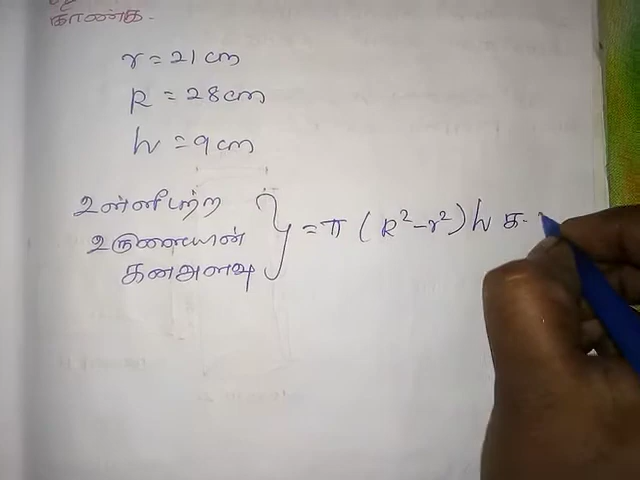 காண்க.
r = 21 cm
R = 28 cm
h = 9 cm
உள்ளீடற்ற
உருளையின்
கனஅளவு } = π (R² - r²) h க.